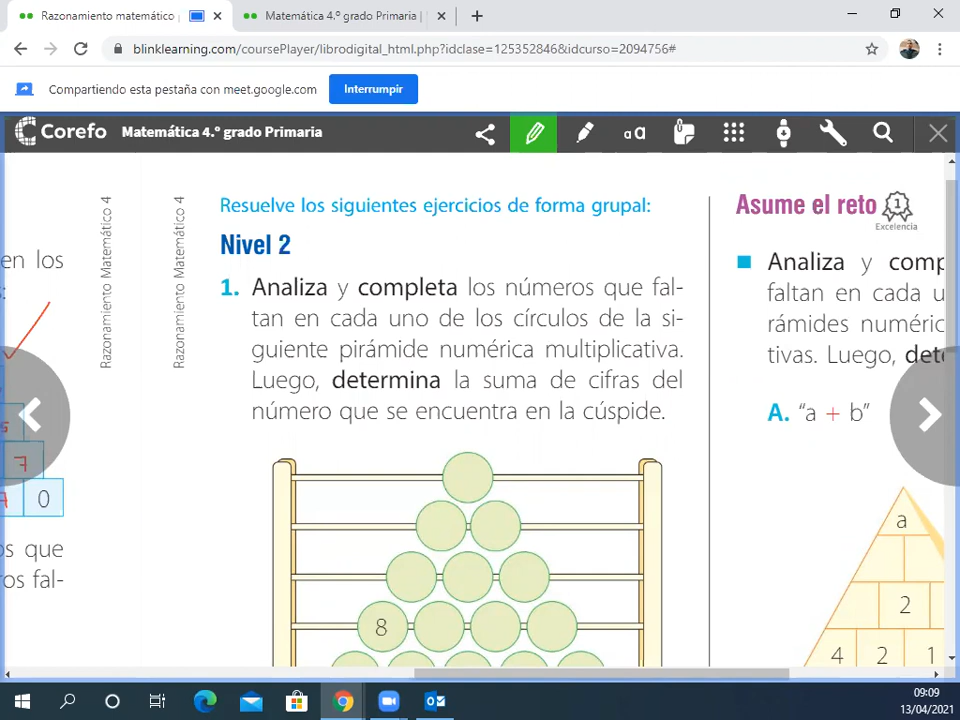 Razonamiento matemático
Matemática 4.º grado Primaria |
blinklearning.com/coursePlayer/librodigital_html.php?idclase=125352846&idcurso=2094756#
Compartiendo esta pestaña con meet.google.com
Interrumpir
Corefo
Matemática 4.º grado Primaria
a a
en los
7
0
os que
ros fal-
Razonamiento Matemático 4
Razonamiento Matemático 4
Resuelve los siguientes ejercicios de forma grupal:
Nivel 2
1. Analiza y completa los números que fal-
tan en cada uno de los círculos de la si-
guiente pirámide numérica multiplicativa.
Luego, determina la suma de cifras del
número que se encuentra en la cúspide.
8
Asume el reto
1
Excelencia
Analiza y comp
faltan en cada u
rámides numéric
tivas. Luego, dete
A. “a + b”
a
2
4 2 1
09:09
13/04/2021